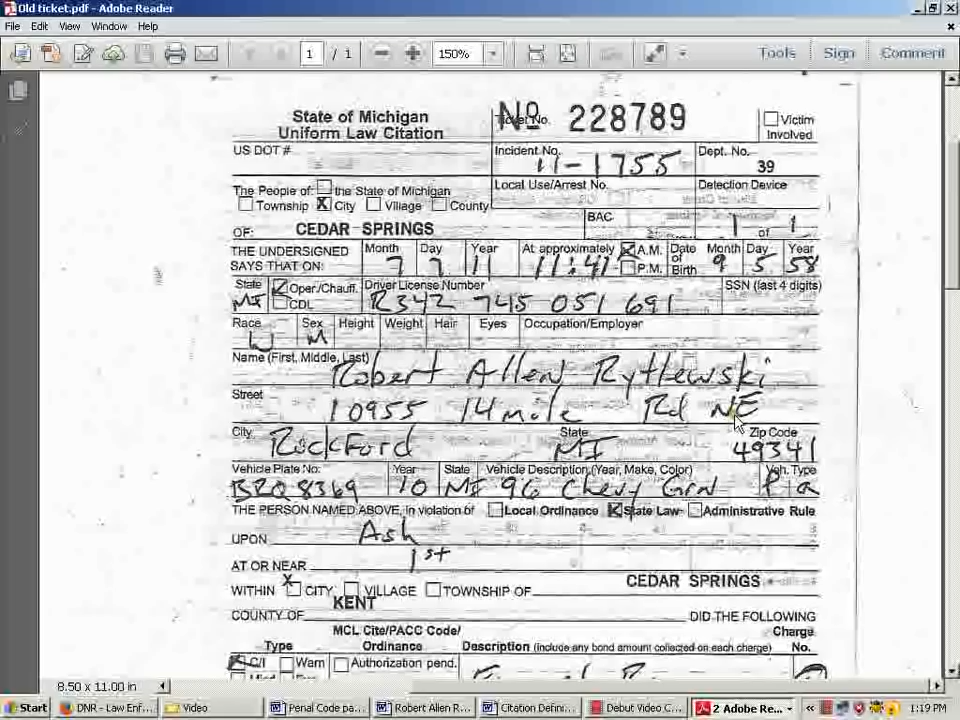 Old ticket.pdf - Adobe Reader
File Edit View Window Help
1 / 1 150% Tools Sign Comment
State of Michigan
Uniform Law Citation
Ticket No.
No 228789
Victim Involved
US DOT #
Incident No. 11-1755
Dept. No. 39
The People of: the State of Michigan
Township X City Village County
Local Use/Arrest No.
Detection Device
BAC
1 of 1
OF: CEDAR SPRINGS
THE UNDERSIGNED SAYS THAT ON: Month 7 Day 7 Year 11 At approximately 11:41 A.M. P.M. Date of Birth Month 9 Day 5 Year 58
State MI Oper./Chauff. CDL Driver License Number R342 745 051 691 SSN (last 4 digits)
Race W Sex M Height Weight Hair Eyes Occupation/Employer
Name (First, Middle, Last) Robert Allen Rytlewski
Street 10955 14 mile Rd NE
City Rockford State MI Zip Code 49341
Vehicle Plate No. BZQ8369 Year 10 State MI Vehicle Description (Year, Make, Color) 96 Chevy Grn Veh. Type
THE PERSON NAMED ABOVE, in violation of Local Ordinance State Law Administrative Rule
UPON Ash
AT OR NEAR 1st
WITHIN X CITY VILLAGE TOWNSHIP OF CEDAR SPRINGS
COUNTY OF KENT DID THE FOLLOWING
Type MCL Cite/PACC Code/ Ordinance Description (Include any bond amount collected on each charge) Charge No.
C/I Warn Authorization pend.
8.50 x 11.00 in
Start DNR - Law Enf... Video Penal Code pa... Robert Allen R... Citation Defini... Debut Video C... 2 Adobe Re... 1:19 PM